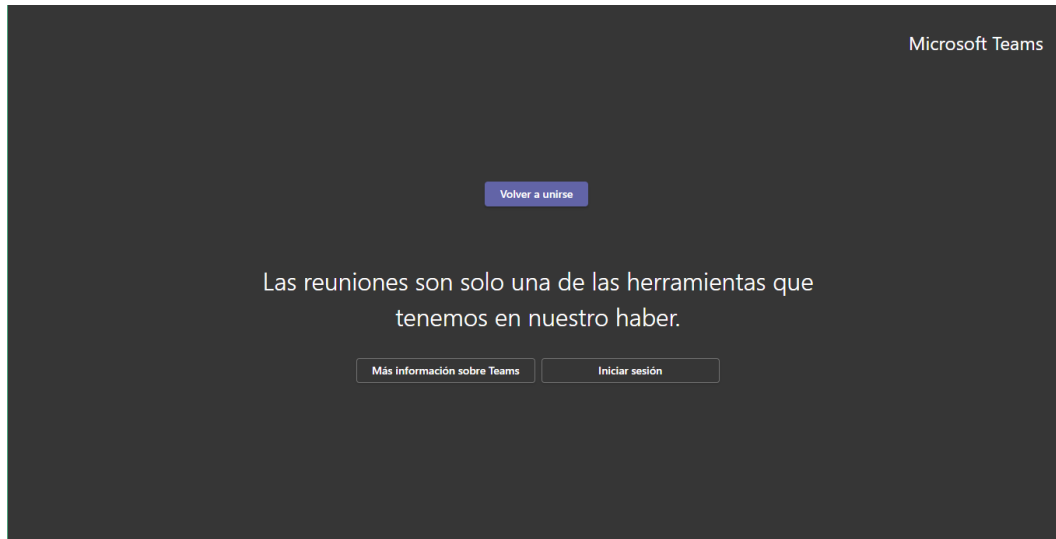 Microsoft Teams
Volver a unirse
Las reuniones son solo una de las herramientas que
tenemos en nuestro haber.
Más información sobre Teams
Iniciar sesión